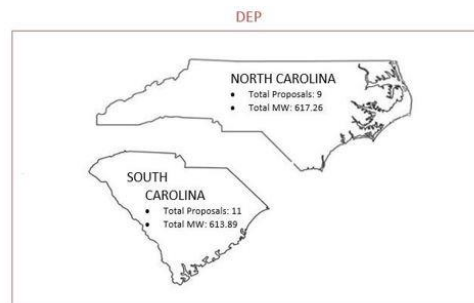 DEP
NORTH CAROLINA
• Total Proposals: 9
• Total MW: 617.26
SOUTH
CAROLINA
• Total Proposals: 11
• Total MW: 613.89